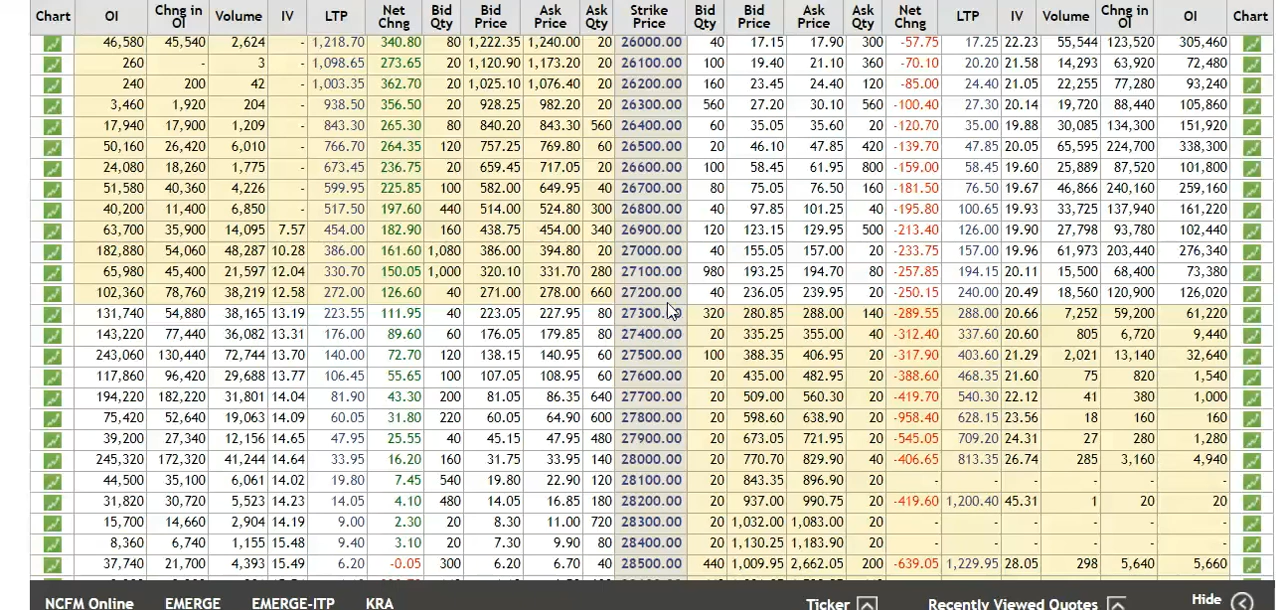 Chart OI Chng in OI Volume IV LTP Net Chng Bid Qty Bid Price Ask Price Ask Qty Strike Price Bid Qty Bid Price Ask Price Ask Qty Net Chng LTP IV Volume Chng in OI OI Chart
46,580 45,540 2,624 - 1,218.70 340.80 80 1,222.35 1,240.00 20 26000.00 40 17.15 17.90 300 -57.75 17.25 22.23 55,544 123,520 305,460
260 - 3 - 1,098.65 273.65 20 1,120.90 1,173.20 20 26100.00 100 19.40 21.10 360 -70.10 20.20 21.58 14,293 63,920 72,480
240 200 42 - 1,003.35 362.70 20 1,025.10 1,076.40 20 26200.00 160 23.45 24.40 120 -85.00 24.40 21.05 22,255 77,280 93,240
3,460 1,920 204 - 938.50 356.50 20 928.25 982.20 20 26300.00 560 27.20 30.10 560 -100.40 27.30 20.14 19,720 88,440 105,860
17,940 17,900 1,209 - 843.30 265.30 80 840.20 843.30 560 26400.00 60 35.05 35.60 20 -120.70 35.00 19.88 30,085 134,300 151,920
50,160 26,420 6,010 - 766.70 264.35 120 757.25 769.80 60 26500.00 20 46.10 47.85 420 -139.70 47.85 20.05 65,595 224,700 338,300
24,080 18,260 1,775 - 673.45 236.75 20 659.45 717.05 20 26600.00 100 58.45 61.95 800 -159.00 58.45 19.60 25,889 87,520 101,800
51,580 40,360 4,226 - 599.95 225.85 100 582.00 649.95 40 26700.00 80 75.05 76.50 160 -181.50 76.50 19.67 46,866 240,160 259,160
40,200 11,400 6,850 - 517.50 197.60 440 514.00 524.80 300 26800.00 40 97.85 101.25 40 -195.80 100.65 19.93 33,725 137,940 161,220
63,700 35,900 14,095 7.57 454.00 182.90 160 438.75 454.00 340 26900.00 120 123.15 129.95 500 -213.40 126.00 19.90 27,798 93,780 102,440
182,880 54,060 48,287 10.28 386.00 161.60 1,080 386.00 394.80 20 27000.00 40 155.05 157.00 20 -233.75 157.00 19.96 61,973 203,440 276,340
65,980 45,400 21,597 12.04 330.70 150.05 1,000 320.10 331.70 280 27100.00 980 193.25 194.70 80 -257.85 194.15 20.11 15,500 68,400 73,380
102,360 78,760 38,219 12.58 272.00 126.60 40 271.00 278.00 660 27200.00 40 236.05 239.95 20 -250.15 240.00 20.49 18,560 120,900 126,020
131,740 54,880 38,165 13.19 223.55 111.95 40 223.05 227.95 80 27300.00 320 280.85 288.00 140 -289.55 288.00 20.66 7,252 59,200 61,220
143,220 77,440 36,082 13.31 176.00 89.60 60 176.05 179.85 80 27400.00 20 335.25 355.00 40 -312.40 337.60 20.60 805 6,720 9,440
243,060 130,440 72,744 13.70 140.00 72.70 120 138.15 140.95 60 27500.00 100 388.35 406.95 20 -317.90 403.60 21.29 2,021 13,140 32,640
117,860 96,420 29,688 13.77 106.45 55.65 100 107.05 108.95 60 27600.00 20 435.00 482.95 20 -388.60 468.35 21.60 75 820 1,540
194,220 182,220 31,801 14.04 81.90 43.30 200 81.05 86.35 640 27700.00 20 509.00 560.30 20 -419.70 540.30 22.12 41 380 1,000
75,420 52,640 19,063 14.09 60.05 31.80 220 60.05 64.90 600 27800.00 20 598.60 638.90 20 -958.40 628.15 23.56 18 160 160
39,200 27,340 12,156 14.65 47.95 25.55 40 45.15 47.95 480 27900.00 20 673.05 721.95 20 -545.05 709.20 24.31 27 280 1,280
245,320 172,320 41,244 14.64 33.95 16.20 160 31.75 33.95 140 28000.00 20 770.70 829.90 40 -406.65 813.35 26.74 285 3,160 4,940
44,500 35,100 6,061 14.02 19.80 7.45 540 19.80 22.90 120 28100.00 20 843.35 896.90 20 - - - - - -
31,820 30,720 5,523 14.23 14.05 4.10 480 14.05 16.85 180 28200.00 20 937.00 990.75 20 -419.60 1,200.40 45.31 1 20 20
15,700 14,660 2,904 14.19 9.00 2.30 20 8.30 11.00 720 28300.00 20 1,032.00 1,083.00 20 - - - - - -
8,360 6,740 1,155 15.48 9.40 3.10 20 7.30 9.90 80 28400.00 20 1,130.25 1,183.90 20 - - - - - -
37,740 21,700 4,393 15.49 6.20 -0.05 300 6.20 6.70 40 28500.00 440 1,009.95 2,662.05 200 -639.05 1,229.95 28.05 298 5,640 5,660
NCFM Online EMERGE EMERGE-ITP KRA Ticker Recently Viewed Quotes Hide